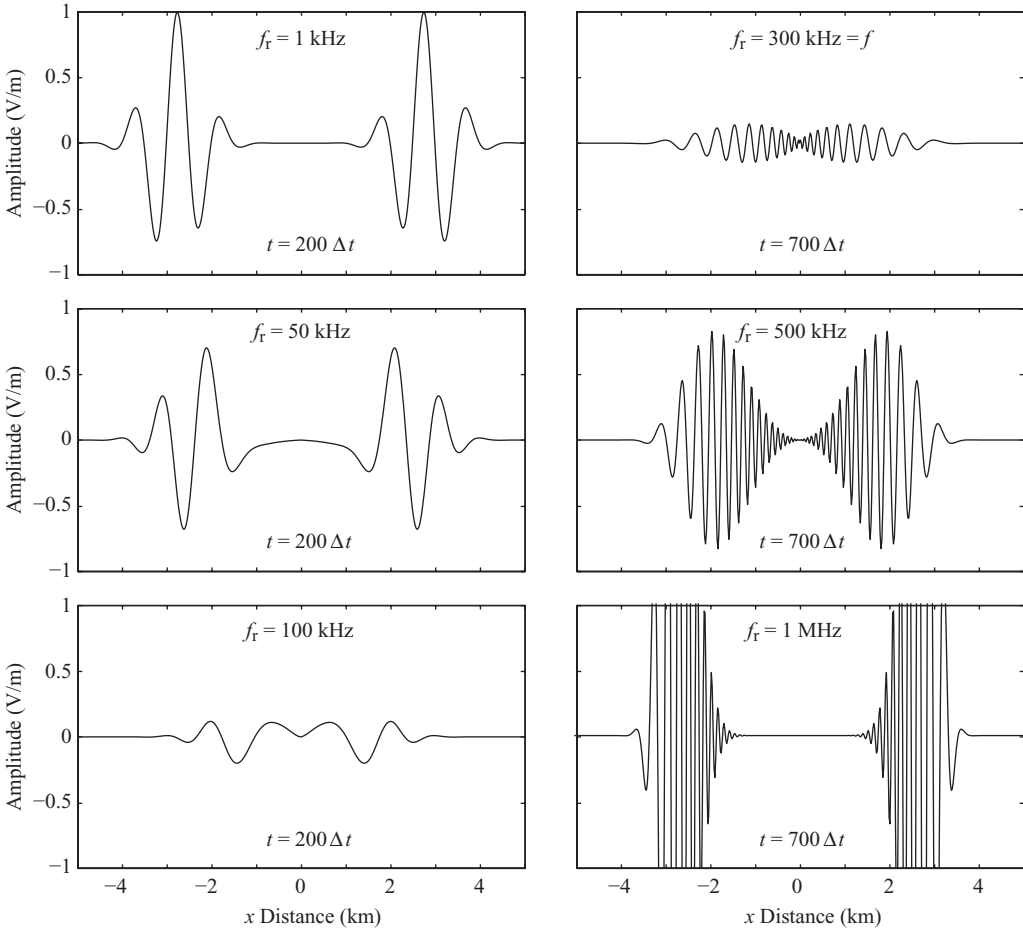 1
0.5
0
−0.5
−1
Amplitude (V/m)
f_r = 1 kHz
t = 200 Δt
f_r = 300 kHz = f
t = 700 Δt
1
0.5
0
−0.5
−1
Amplitude (V/m)
f_r = 50 kHz
t = 200 Δt
f_r = 500 kHz
t = 700 Δt
1
0.5
0
−0.5
−1
Amplitude (V/m)
f_r = 100 kHz
t = 200 Δt
f_r = 1 MHz
t = 700 Δt
−4 −2 0 2 4
x Distance (km)
−4 −2 0 2 4
x Distance (km)